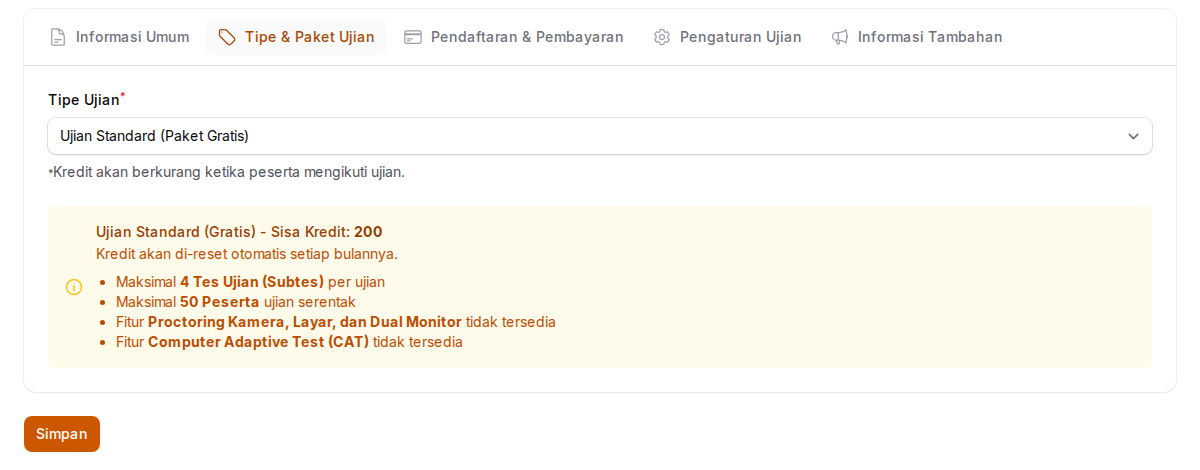 Informasi Umum
Tipe & Paket Ujian
Pendaftaran & Pembayaran
Pengaturan Ujian
Informasi Tambahan
Tipe Ujian*
Ujian Standard (Paket Gratis)
*Kredit akan berkurang ketika peserta mengikuti ujian.
Ujian Standard (Gratis) - Sisa Kredit: 200
Kredit akan di-reset otomatis setiap bulannya.
• Maksimal 4 Tes Ujian (Subtes) per ujian
• Maksimal 50 Peserta ujian serentak
• Fitur Proctoring Kamera, Layar, dan Dual Monitor tidak tersedia
• Fitur Computer Adaptive Test (CAT) tidak tersedia
Simpan